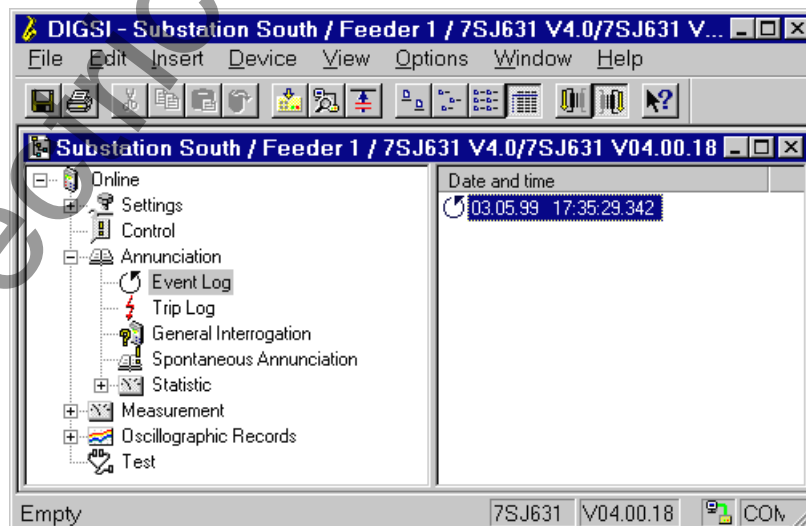 DIGSI - Substation South / Feeder 1 / 7SJ631 V4.0/7SJ631 V...
File Edit Insert Device View Options Window Help
Substation South / Feeder 1 / 7SJ631 V4.0/7SJ631 V04.00.18
Online
Settings
Control
Annunciation
Event Log
Trip Log
General Interrogation
Spontaneous Annunciation
Statistic
Measurement
Oscillographic Records
Test
Date and time
03.05.99 17:35:29.342
Empty 7SJ631 V04.00.18